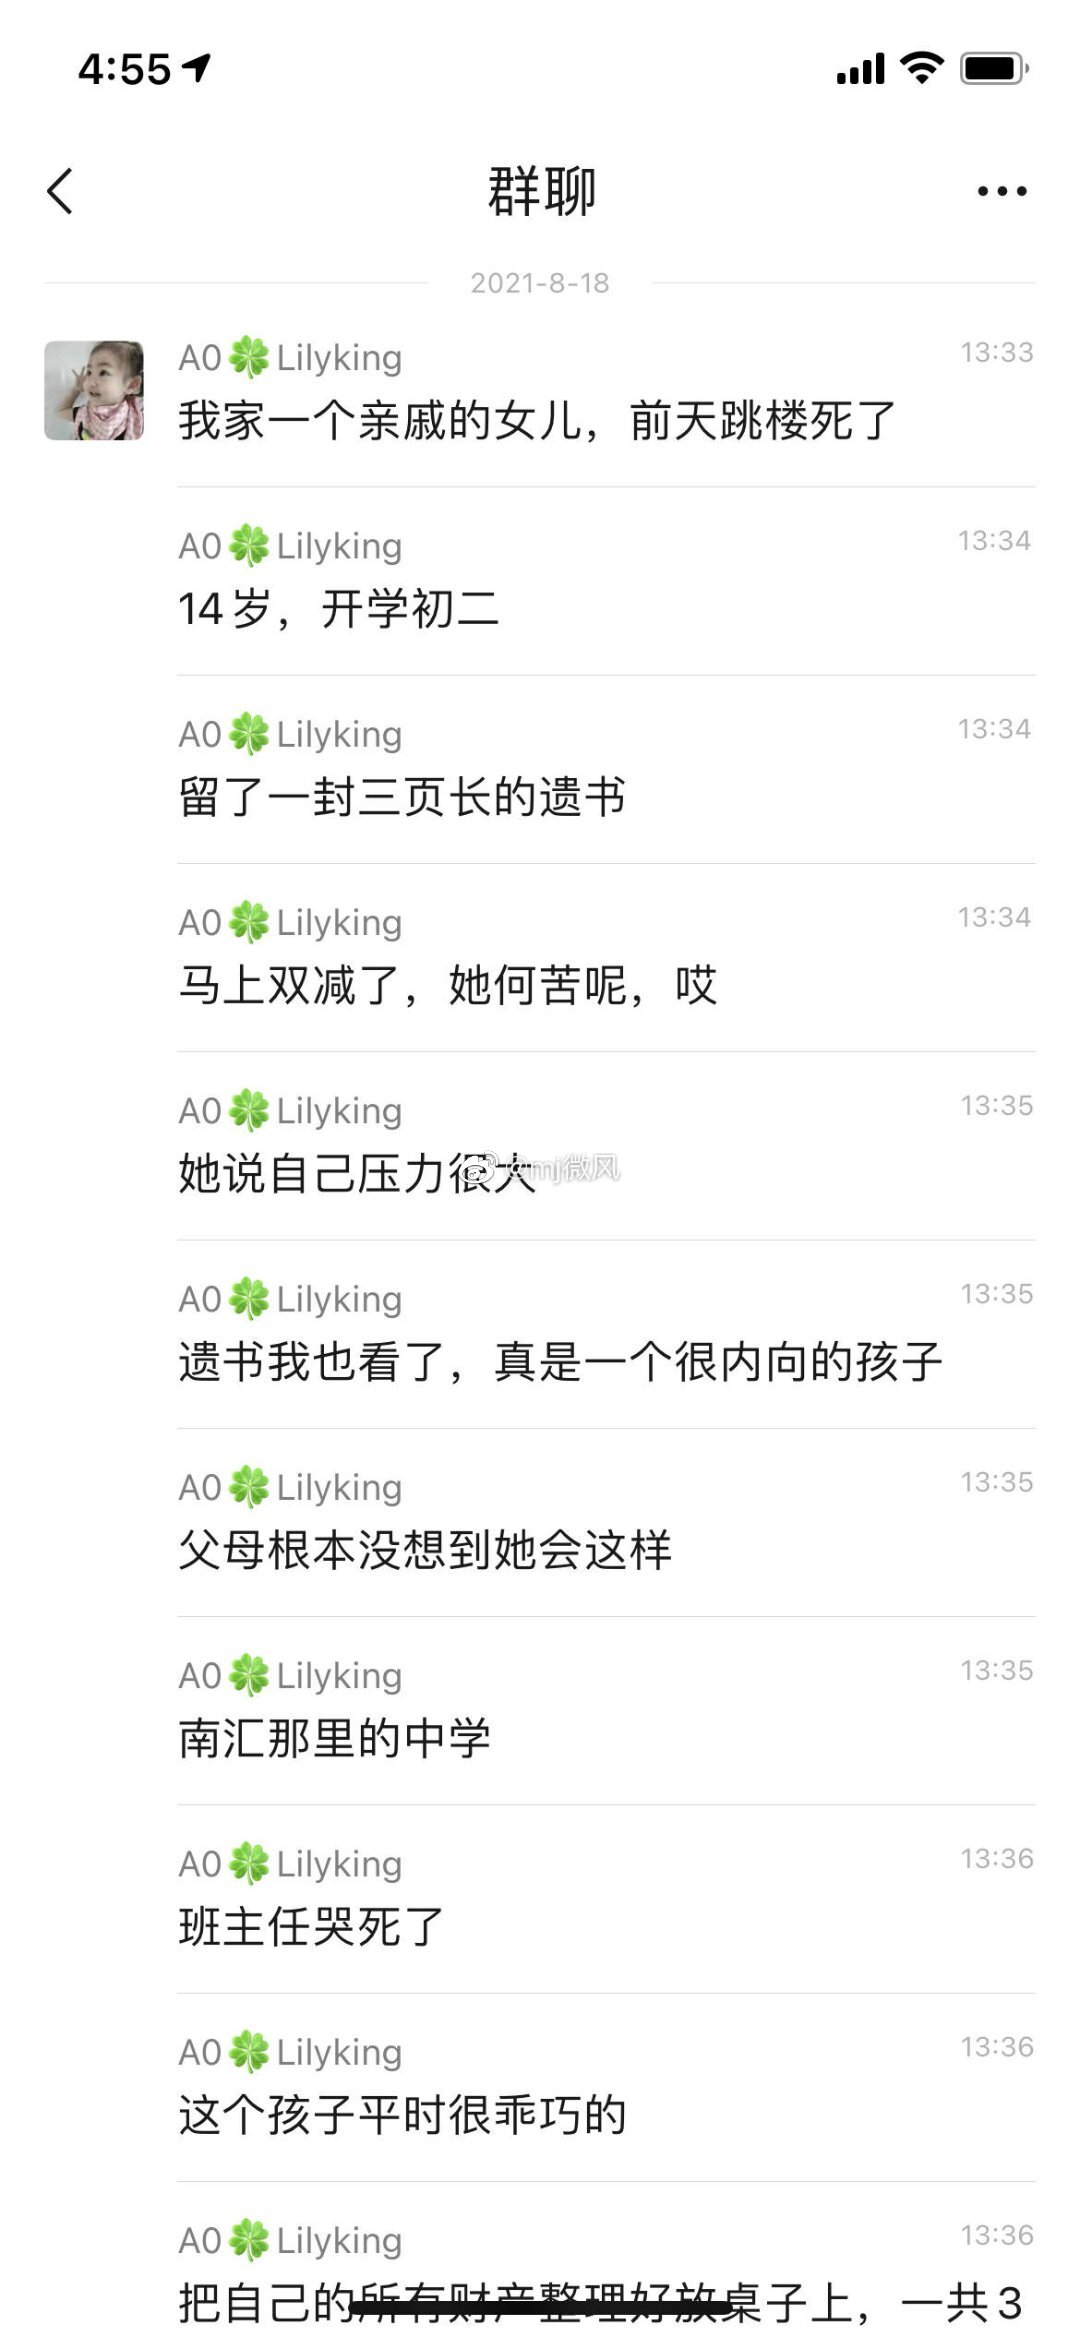 4:55
群聊
2021-8-18
A0🍀Lilyking 13:33
我家一个亲戚的女儿，前天跳楼死了
A0🍀Lilyking 13:34
14岁，开学初二
A0🍀Lilyking 13:34
留了一封三页长的遗书
A0🍀Lilyking 13:34
马上双减了，她何苦呢，哎
A0🍀Lilyking 13:35
她说自己压力很大
@mj微风
A0🍀Lilyking 13:35
遗书我也看了，真是一个很内向的孩子
A0🍀Lilyking 13:35
父母根本没想到她会这样
A0🍀Lilyking 13:35
南汇那里的中学
A0🍀Lilyking 13:36
班主任哭死了
A0🍀Lilyking 13:36
这个孩子平时很乖巧的
A0🍀Lilyking 13:36
把自己的所有财产整理好放桌子上，一共3